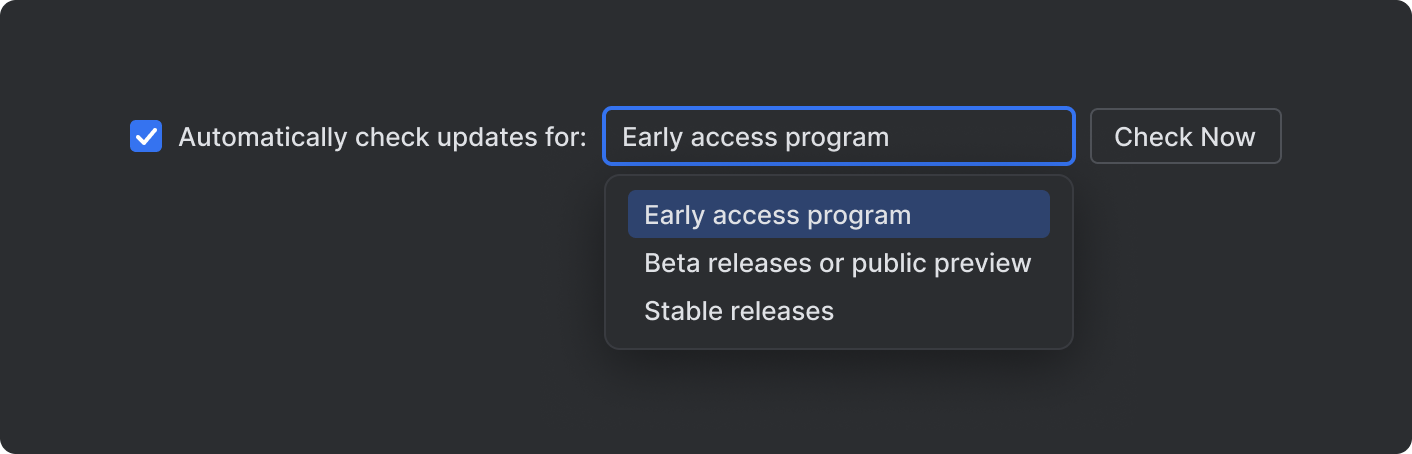 Automatically check updates for: Early access program Check Now
Early access program
Beta releases or public preview
Stable releases